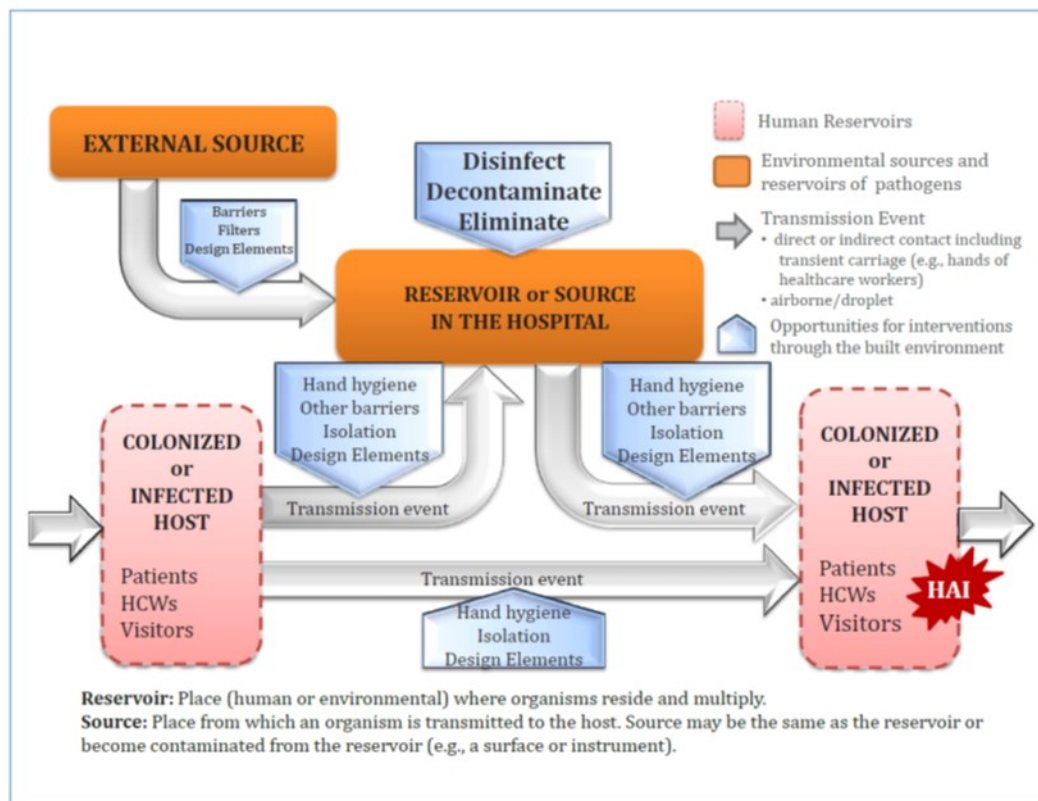 EXTERNAL SOURCE
Barriers
Filters
Design Elements
Disinfect
Decontaminate
Eliminate
Human Reservoirs
Environmental sources and
reservoirs of pathogens
Transmission Event
• direct or indirect contact including
transient carriage (e.g., hands of
healthcare workers)
• airborne/droplet
Opportunities for interventions
through the built environment
RESERVOIR or SOURCE
IN THE HOSPITAL
Hand hygiene
Other barriers
Isolation
Design Elements
Transmission event
Hand hygiene
Other barriers
Isolation
Design Elements
Transmission event
COLONIZED
or
INFECTED
HOST
Patients
HCWs
Visitors
Transmission event
Hand hygiene
Isolation
Design Elements
COLONIZED
or
INFECTED
HOST
Patients
HCWs
Visitors
HAI
Reservoir: Place (human or environmental) where organisms reside and multiply.
Source: Place from which an organism is transmitted to the host. Source may be the same as the reservoir or
become contaminated from the reservoir (e.g., a surface or instrument).